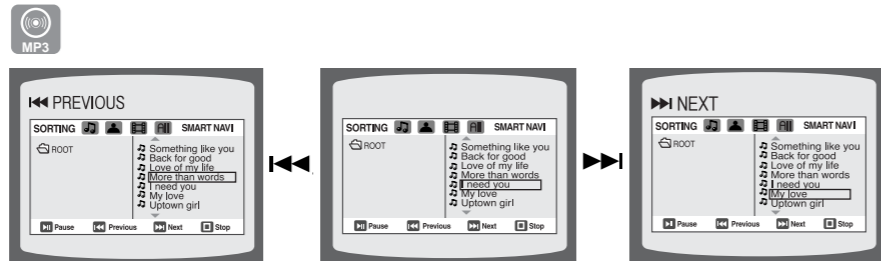 MP3
PREVIOUS
SORTING All SMART NAVI
ROOT
Something like you
Back for good
Love of my life
More than words
I need you
My love
Uptown girl
Pause Previous Next Stop
SORTING All SMART NAVI
ROOT
Something like you
Back for good
Love of my life
More than words
I need you
My love
Uptown girl
Pause Previous Next Stop
NEXT
SORTING All SMART NAVI
ROOT
Something like you
Back for good
Love of my life
More than words
I need you
My love
Uptown girl
Pause Previous Next Stop